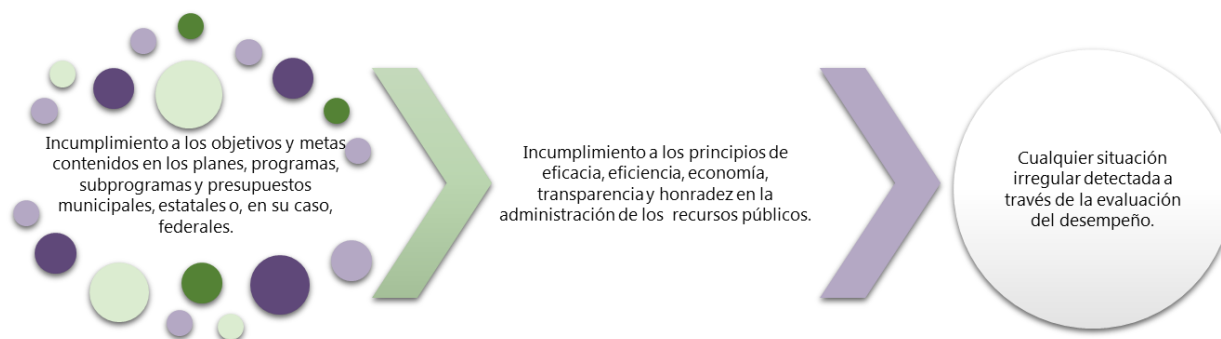 Incumplimiento a los objetivos y metas
contenidos en los planes, programas,
subprogramas y presupuestos
municipales, estatales o, en su caso,
federales.
Incumplimiento a los principios de
eficacia, eficiencia, economía,
transparencia y honradez en la
administración de los recursos públicos.
Cualquier situación
irregular detectada a
través de la evaluación
del desempeño.